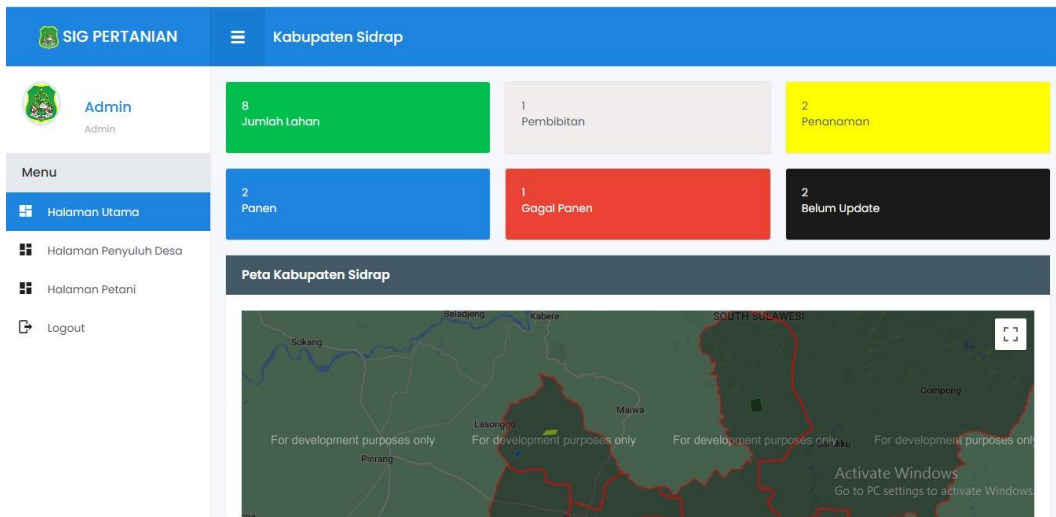 SIG PERTANIAN
Kabupaten Sidrap
Admin
Admin
Menu
Halaman Utama
Halaman Penyuluh Desa
Halaman Petani
Logout
8
Jumlah Lahan
1
Pembibitan
2
Penanaman
2
Panen
1
Gagal Panen
2
Belum Update
Peta Kabupaten Sidrap
Beladjeng
Kabere
SOUTH SULAWESI
Sokang
Compong
Maiwa
Lasongko
For development purposes only
For development purposes only
For development purposes only
For development purposes only
Pinrang
Activate Windows
Go to PC settings to activate Windows.